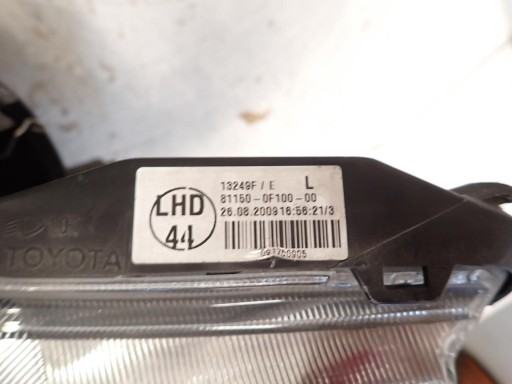 13249F/E L
81150-0F100-00
26.08.2009 16:56:21/3
LHD
44
TOYOTA